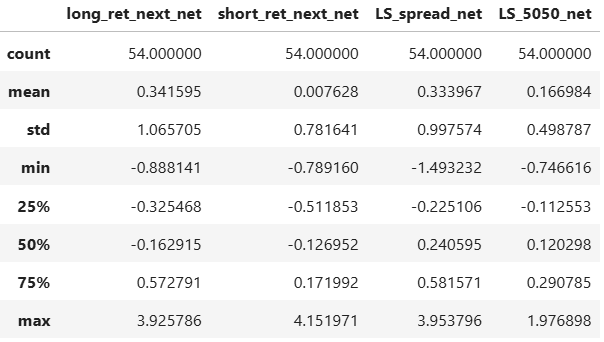 long_ret_next_net short_ret_next_net LS_spread_net LS_5050_net
count 54.000000 54.000000 54.000000 54.000000
mean 0.341595 0.007628 0.333967 0.166984
std 1.065705 0.781641 0.997574 0.498787
min -0.888141 -0.789160 -1.493232 -0.746616
25% -0.325468 -0.511853 -0.225106 -0.112553
50% -0.162915 -0.126952 0.240595 0.120298
75% 0.572791 0.171992 0.581571 0.290785
max 3.925786 4.151971 3.953796 1.976898